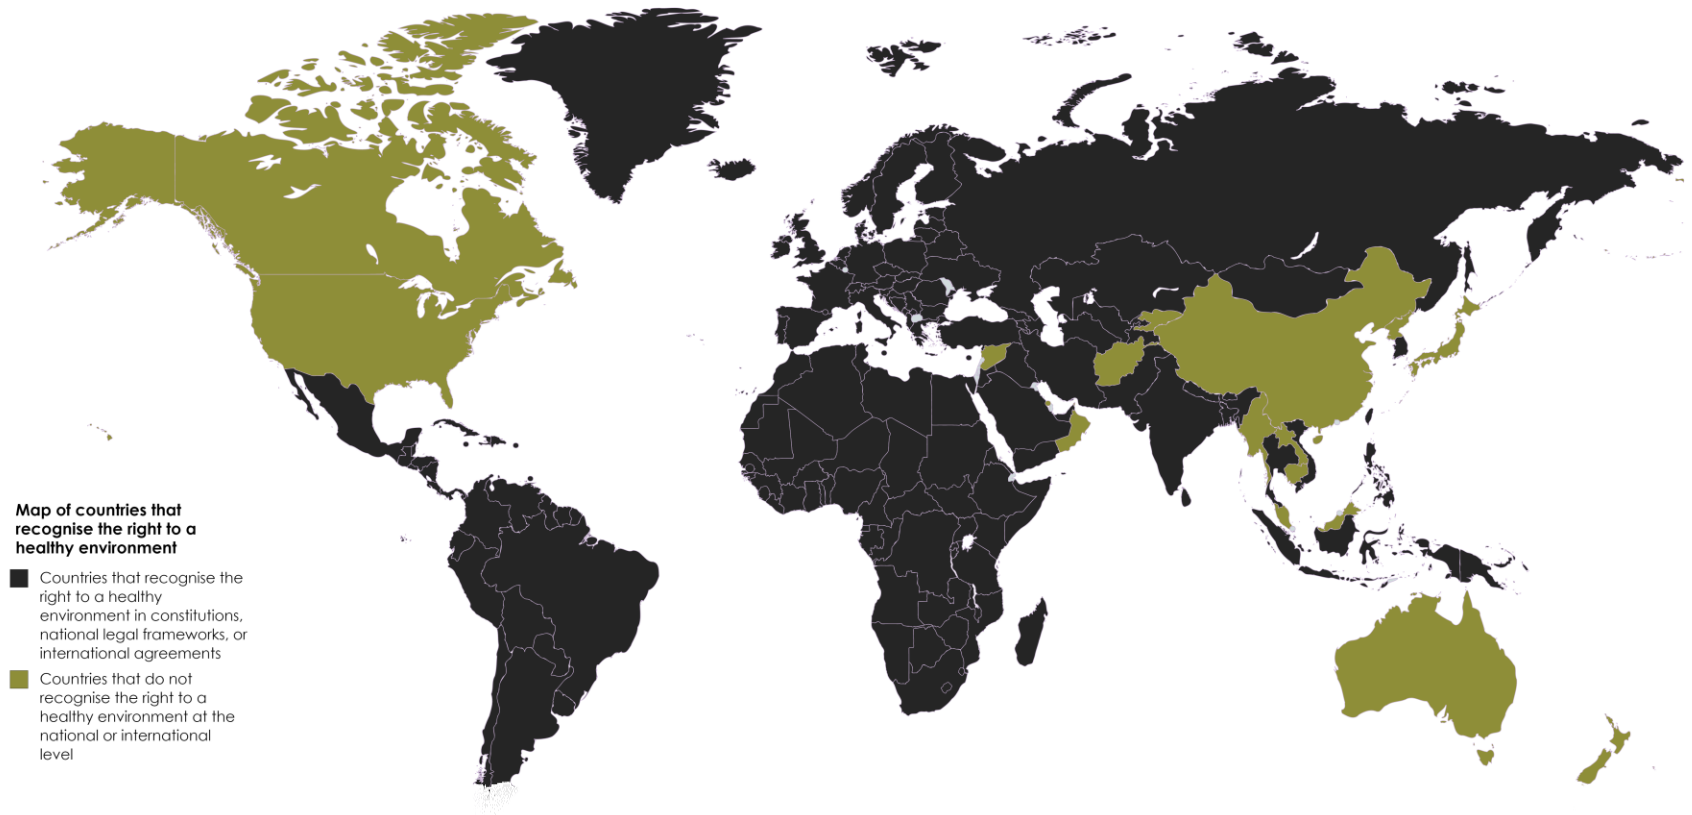 Map of countries that
recognise the right to a
healthy environment
Countries that recognise the
right to a healthy
environment in constitutions,
national legal frameworks, or
international agreements
Countries that do not
recognise the right to a
healthy environment at the
national or international
level